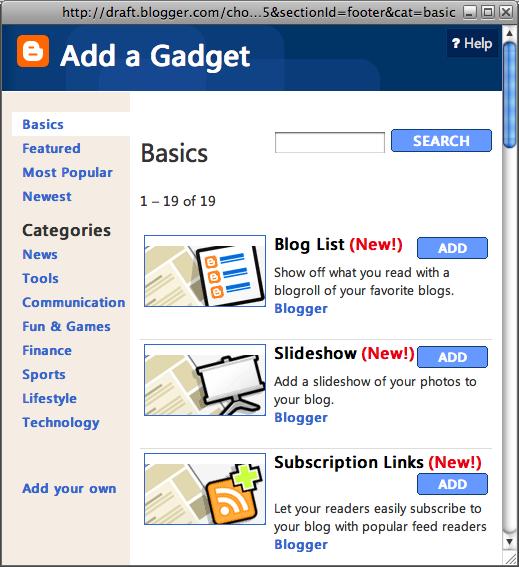 http://draft.blogger.com/cho...5&sectionId=footer&cat=basic
Add a Gadget
? Help
Basics
Featured
Most Popular
Newest
Categories
News
Tools
Communication
Fun & Games
Finance
Sports
Lifestyle
Technology
Add your own
SEARCH
Basics
1 – 19 of 19
Blog List (New!)
ADD
Show off what you read with a
blogroll of your favorite blogs.
Blogger
Slideshow (New!)
ADD
Add a slideshow of your photos to
your blog.
Blogger
Subscription Links (New!)
ADD
Let your readers easily subscribe to
your blog with popular feed readers
Blogger